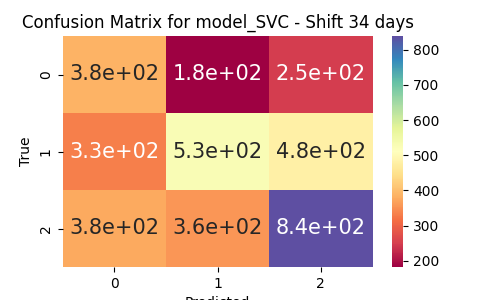 Confusion Matrix for model_SVC - Shift 34 days
0 3.8e+02 1.8e+02 2.5e+02
1 3.3e+02 5.3e+02 4.8e+02
2 3.8e+02 3.6e+02 8.4e+02
True
0 1 2
Predicted
800
700
600
500
400
300
200